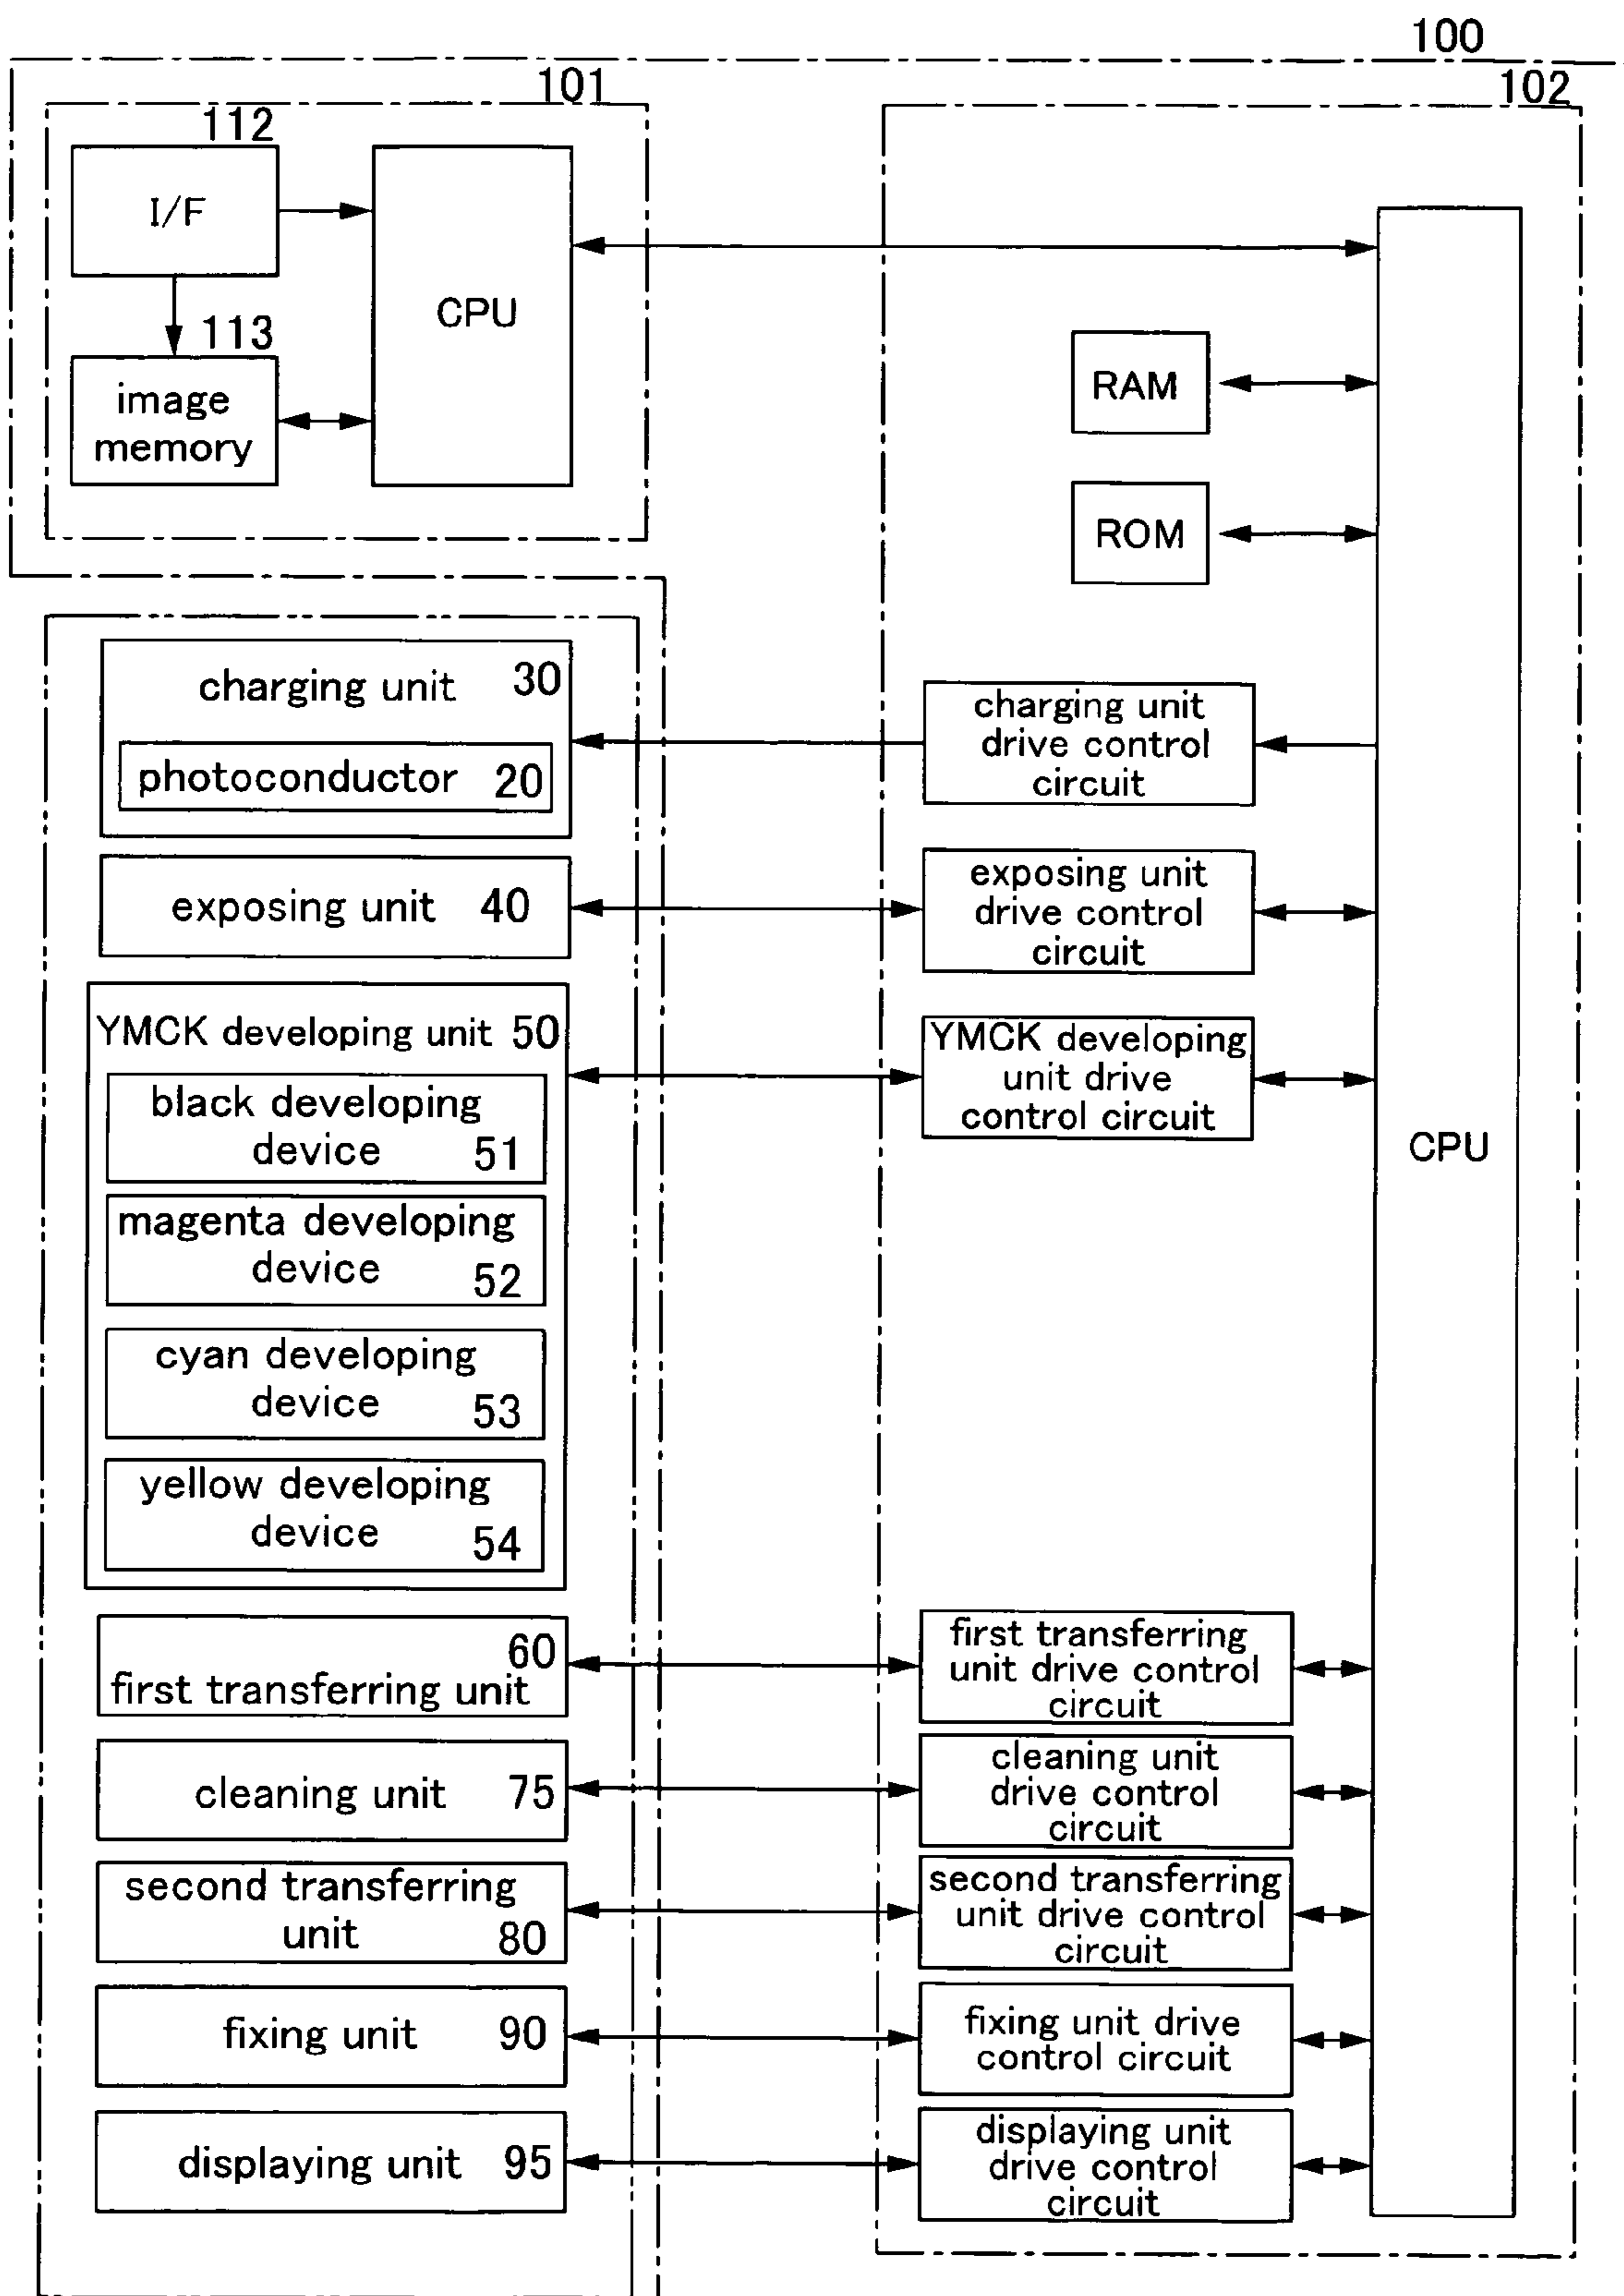 100
101
102
112
I/F
CPU
113
image
memory
RAM
ROM
charging unit 30
photoconductor 20
charging unit
drive control
circuit
exposing unit 40
exposing unit
drive control
circuit
YMCK developing unit 50
black developing
device 51
magenta developing
device 52
cyan developing
device 53
yellow developing
device 54
YMCK developing
unit drive
control circuit
CPU
60
first transferring unit
first transferring
unit drive control
circuit
cleaning unit 75
cleaning unit
drive control
circuit
second transferring
unit 80
second transferring
unit drive control
circuit
fixing unit 90
fixing unit drive
control circuit
displaying unit 95
displaying unit
drive control
circuit